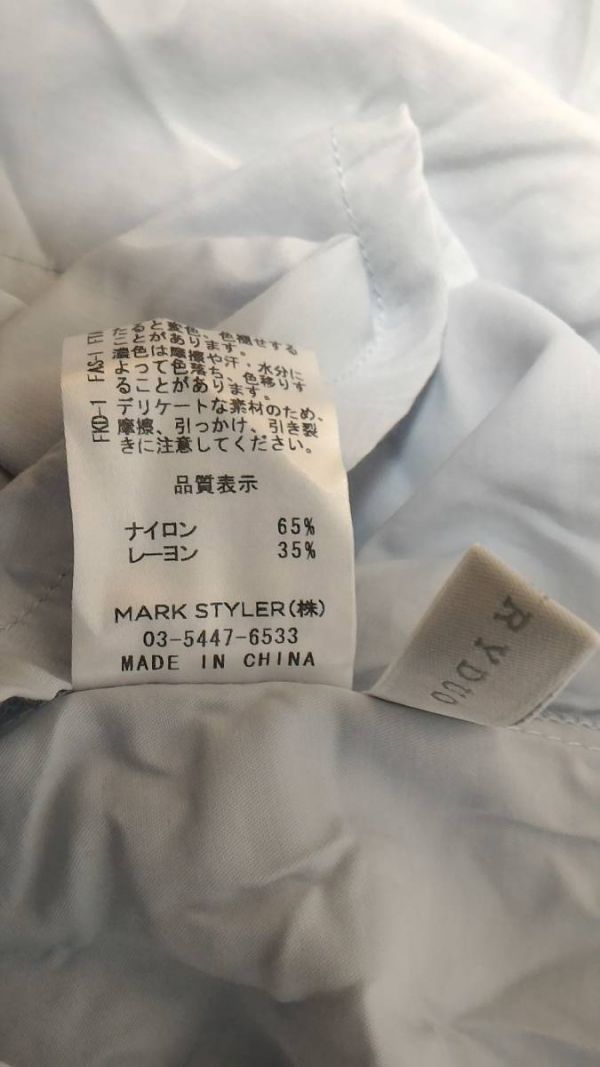 たると変色、色褪せする
ことがあります。
濃色は摩擦や汗・水分に
よって色落ち、色移りす
ることがあります。
デリケートな素材のため、
摩擦、引っかけ、引き裂
きに注意してください。
FKO-1 FAS-1
品質表示
ナイロン 65%
レーヨン 35%
MARK STYLER(株)
03-5447-6533
MADE IN CHINA
RYDUO